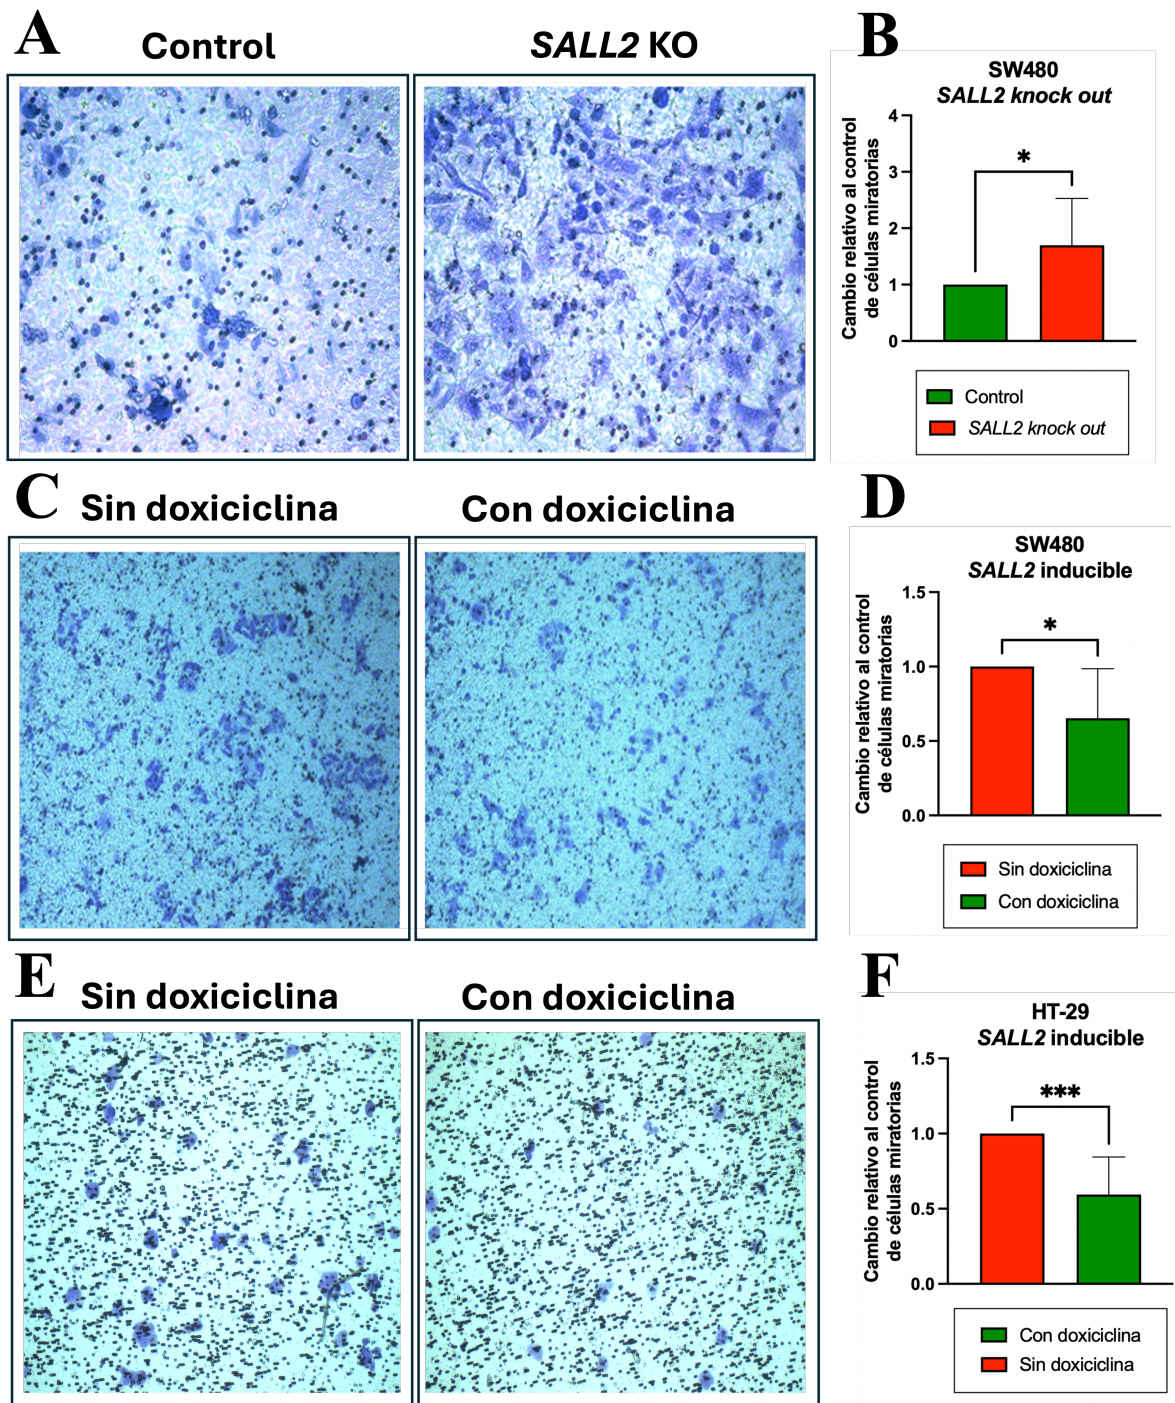 A
Control
SALL2 KO
B
SW480
SALL2 knock out
Cambio relativo al control
de células miratorias
4
3
2
1
0
*
Control
SALL2 knock out
C
Sin doxiciclina
Con doxiciclina
D
SW480
SALL2 inducible
Cambio relativo al control
de células miratorias
1.5
1.0
0.5
0.0
*
Sin doxiciclina
Con doxiciclina
E
Sin doxiciclina
Con doxiciclina
F
HT-29
SALL2 inducible
Cambio relativo al control
de células miratorias
1.5
1.0
0.5
0.0
***
Con doxiciclina
Sin doxiciclina